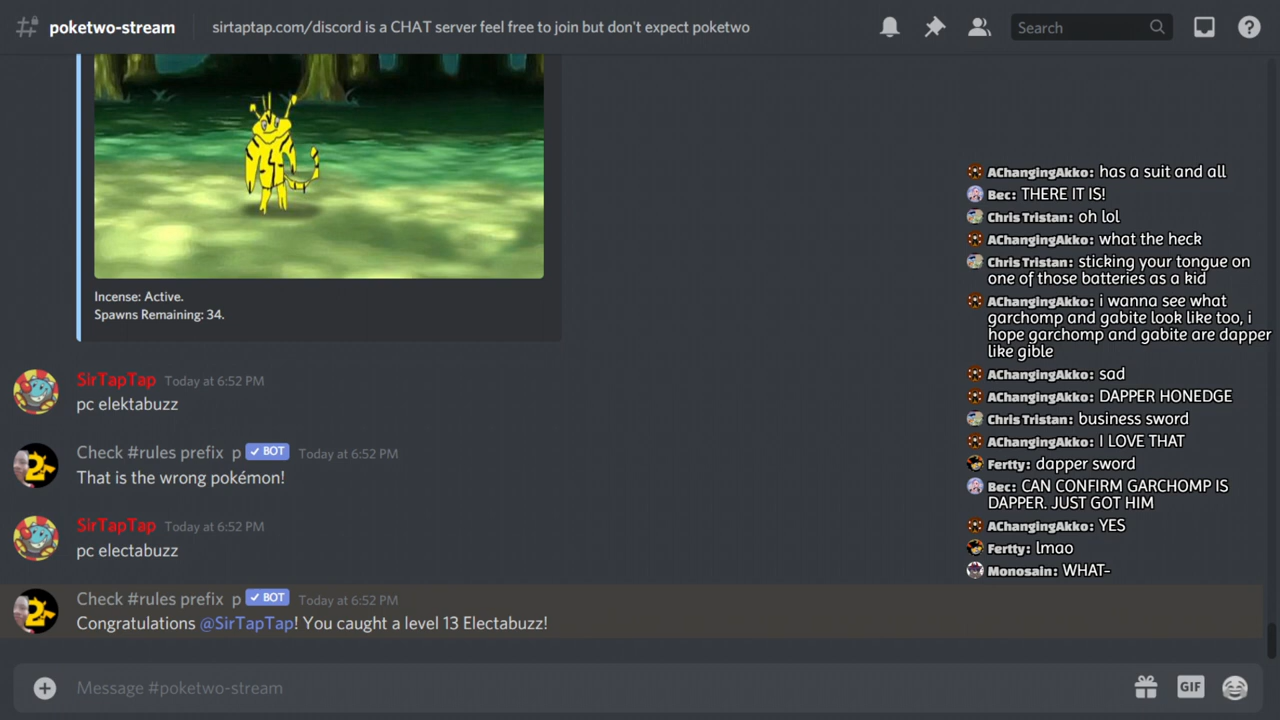 poketwo-stream
sirtaptap.com/discord is a CHAT server feel free to join but don't expect poketwo
Search
Incense: Active.
Spawns Remaining: 34.
SirTapTap Today at 6:52 PM
pc elektabuzz
Check #rules prefix p BOT Today at 6:52 PM
That is the wrong pokémon!
SirTapTap Today at 6:52 PM
pc electabuzz
Check #rules prefix p BOT Today at 6:52 PM
Congratulations @SirTapTap! You caught a level 13 Electabuzz!
Message #poketwo-stream
GIF
AChangingAkko: has a suit and all
Bec: THERE IT IS!
Chris Tristan: oh lol
AChangingAkko: what the heck
Chris Tristan: sticking your tongue on
one of those batteries as a kid
AChangingAkko: i wanna see what
garchomp and gabite look like too, i
hope garchomp and gabite are dapper
like gible
AChangingAkko: sad
AChangingAkko: DAPPER HONEDGE
Chris Tristan: business sword
AChangingAkko: I LOVE THAT
Fertty: dapper sword
Bec: CAN CONFIRM GARCHOMP IS
DAPPER. JUST GOT HIM
AChangingAkko: YES
Fertty: lmao
Monosain: WHAT-